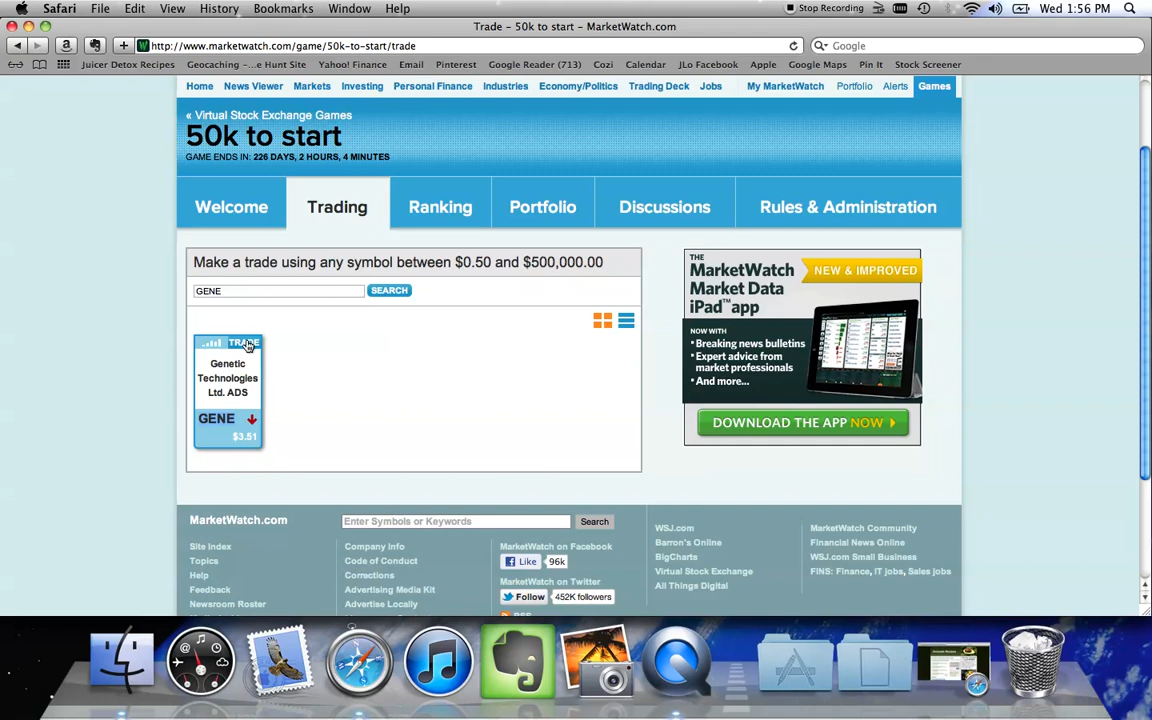 Safari File Edit View History Bookmarks Window Help Stop Recording Wed 1:56 PM
Trade – 50k to start – MarketWatch.com
http://www.marketwatch.com/game/50k-to-start/trade Google
Juicer Detox Recipes Geocaching –...e Hunt Site Yahoo! Finance Email Pinterest Google Reader (713) Cozi Calendar JLo Facebook Apple Google Maps Pin It Stock Screener
Home News Viewer Markets Investing Personal Finance Industries Economy/Politics Trading Deck Jobs My MarketWatch Portfolio Alerts Games
« Virtual Stock Exchange Games
50k to start
GAME ENDS IN: 226 DAYS, 2 HOURS, 4 MINUTES
Welcome Trading Ranking Portfolio Discussions Rules & Administration
Make a trade using any symbol between $0.50 and $500,000.00
GENE SEARCH
TRADE
Genetic
Technologies
Ltd. ADS
GENE
$3.51
THE
MarketWatch
Market Data
iPad™ app
NEW & IMPROVED
NOW WITH
• Breaking news bulletins
• Expert advice from
market professionals
• And more...
DOWNLOAD THE APP NOW
MarketWatch.com
Site Index
Topics
Help
Feedback
Newsroom Roster
Enter Symbols or Keywords Search
Company Info
Code of Conduct
Corrections
Advertising Media Kit
Advertise Locally
MarketWatch on Facebook
Like 96k
MarketWatch on Twitter
Follow 452K followers
WSJ.com
Barron's Online
BigCharts
Virtual Stock Exchange
All Things Digital
MarketWatch Community
Financial News Online
WSJ.com Small Business
FINS: Finance, IT jobs, Sales jobs